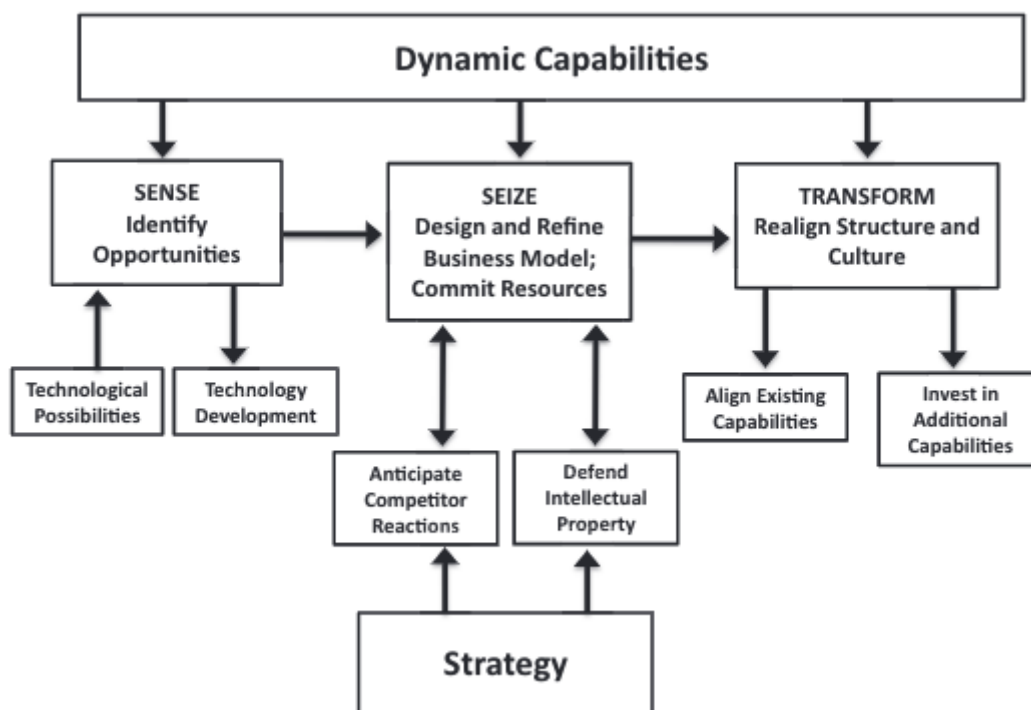 Dynamic Capabilities
SENSE
Identify
Opportunities
SEIZE
Design and Refine
Business Model;
Commit Resources
TRANSFORM
Realign Structure and
Culture
Technological
Possibilities
Technology
Development
Anticipate
Competitor
Reactions
Defend
Intellectual
Property
Align Existing
Capabilities
Invest in
Additional
Capabilities
Strategy